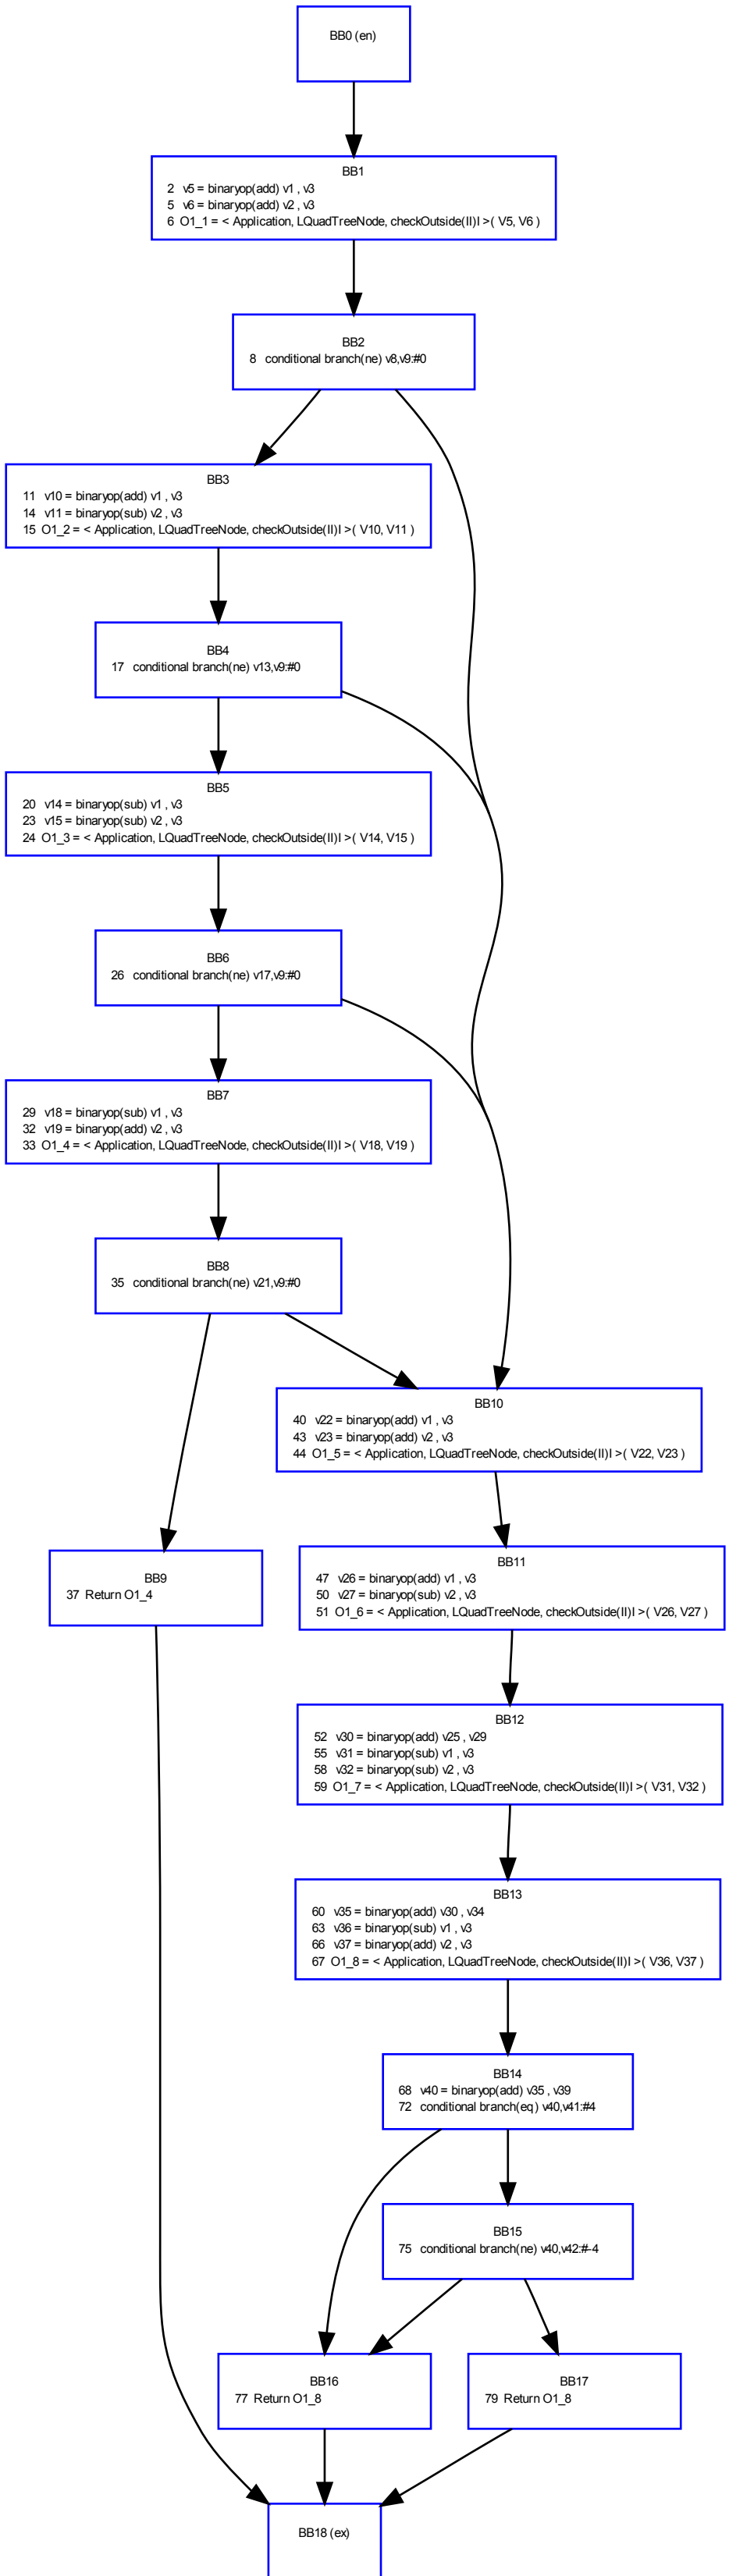 BB0 (en)
BB1
2 v5 = binaryop(add) v1 , v3
5 v6 = binaryop(add) v2 , v3
6 O1_1 = < Application, LQuadTreeNode, checkOutside(II)I >( V5, V6 )
BB2
8 conditional branch(ne) v8,v9:#0
BB3
11 v10 = binaryop(add) v1 , v3
14 v11 = binaryop(sub) v2 , v3
15 O1_2 = < Application, LQuadTreeNode, checkOutside(II)I >( V10, V11 )
BB4
17 conditional branch(ne) v13,v9:#0
BB5
20 v14 = binaryop(sub) v1 , v3
23 v15 = binaryop(sub) v2 , v3
24 O1_3 = < Application, LQuadTreeNode, checkOutside(II)I >( V14, V15 )
BB6
26 conditional branch(ne) v17,v9:#0
BB7
29 v18 = binaryop(sub) v1 , v3
32 v19 = binaryop(add) v2 , v3
33 O1_4 = < Application, LQuadTreeNode, checkOutside(II)I >( V18, V19 )
BB8
35 conditional branch(ne) v21,v9:#0
BB10
40 v22 = binaryop(add) v1 , v3
43 v23 = binaryop(add) v2 , v3
44 O1_5 = < Application, LQuadTreeNode, checkOutside(II)I >( V22, V23 )
BB9
37 Return O1_4
BB11
47 v26 = binaryop(add) v1 , v3
50 v27 = binaryop(sub) v2 , v3
51 O1_6 = < Application, LQuadTreeNode, checkOutside(II)I >( V26, V27 )
BB12
52 v30 = binaryop(add) v25 , v29
55 v31 = binaryop(sub) v1 , v3
58 v32 = binaryop(sub) v2 , v3
59 O1_7 = < Application, LQuadTreeNode, checkOutside(II)I >( V31, V32 )
BB13
60 v35 = binaryop(add) v30 , v34
63 v36 = binaryop(sub) v1 , v3
66 v37 = binaryop(add) v2 , v3
67 O1_8 = < Application, LQuadTreeNode, checkOutside(II)I >( V36, V37 )
BB14
68 v40 = binaryop(add) v35 , v39
72 conditional branch(eq) v40,v41:#4
BB15
75 conditional branch(ne) v40,v42:#-4
BB16
77 Return O1_8
BB17
79 Return O1_8
BB18 (ex)